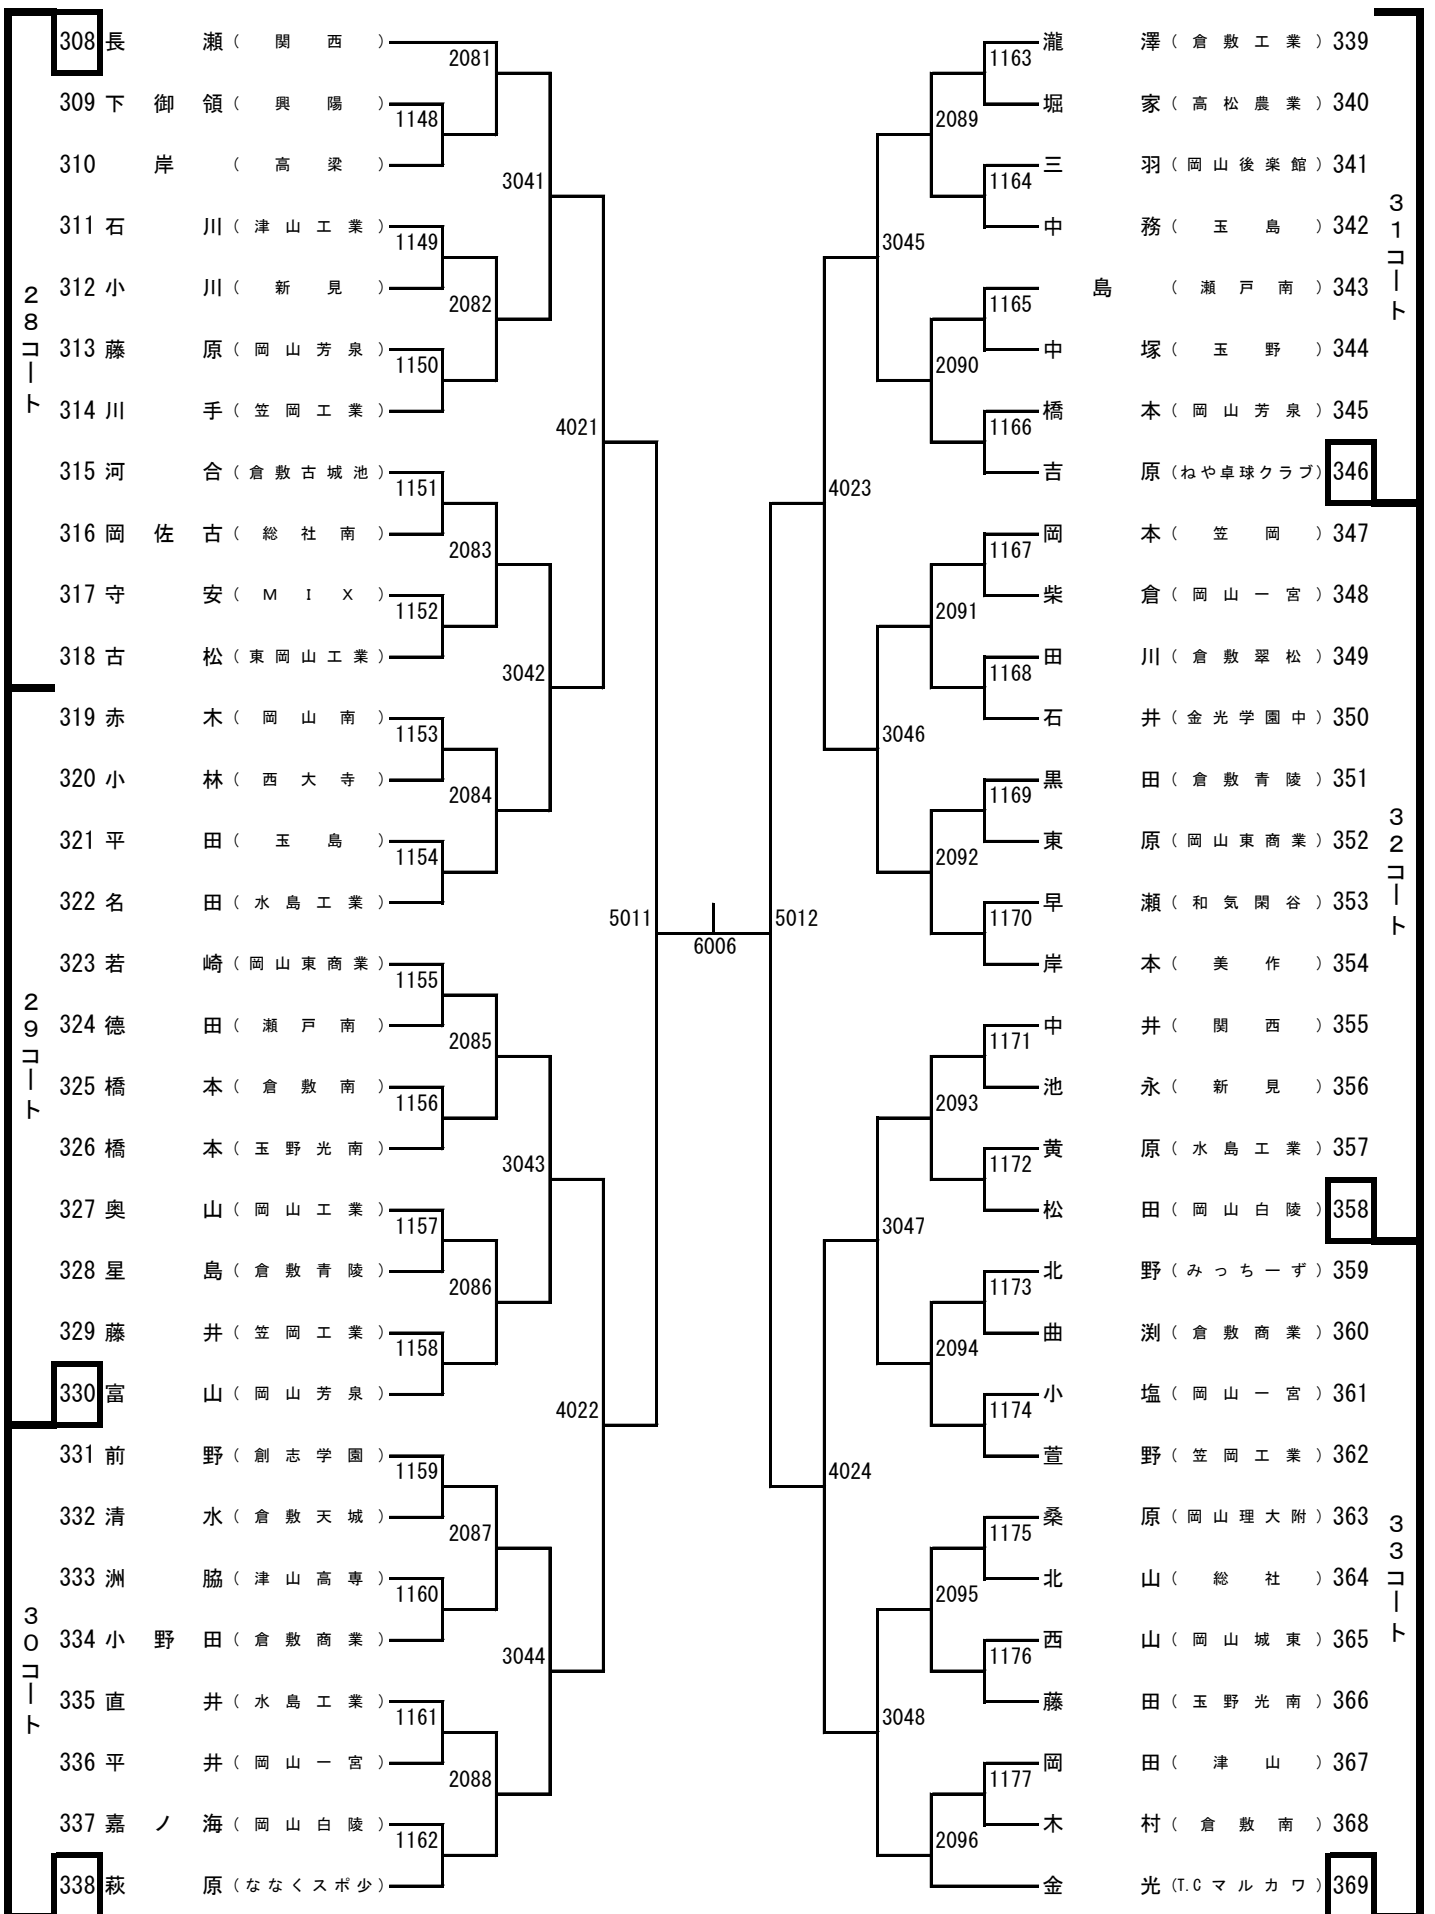 28コート
308 長瀬（関西）
309 下御領（興陽）
310 岸（高梁）
311 石川（津山工業）
312 小川（新見）
313 藤原（岡山芳泉）
314 川手（笠岡工業）
315 河合（倉敷古城池）
316 岡佐古（総社南）
317 守安（MIX）
318 古松（東岡山工業）
29コート
319 赤木（岡山南）
320 小林（西大寺）
321 平田（玉島）
322 名田（水島工業）
323 若崎（岡山東商業）
324 德田（瀬戸南）
325 橋本（倉敷南）
326 橋本（玉野光南）
327 奥山（岡山工業）
328 星島（倉敷青陵）
329 藤井（笠岡工業）
330 富山（岡山芳泉）
30コート
331 前野（創志学園）
332 清水（倉敷天城）
333 洲脇（津山高専）
334 小野田（倉敷商業）
335 直井（水島工業）
336 平井（岡山一宮）
337 嘉ノ海（岡山白陵）
338 萩原（ななくスポ少）
1148
1149
1150
1151
1152
1153
1154
1155
1156
1157
1158
1159
1160
1161
1162
2081
2082
2083
2084
2085
2086
2087
2088
3041
3042
3043
3044
4021
4022
5011
6006
5012
4023
4024
3045
3046
3047
3048
2089
2090
2091
2092
2093
2094
2095
2096
1163
1164
1165
1166
1167
1168
1169
1170
1171
1172
1173
1174
1175
1176
1177
31コート
瀧澤（倉敷工業）339
堀家（高松農業）340
三羽（岡山後楽館）341
中務（玉島）342
島（瀬戸南）343
中塚（玉野）344
橋本（岡山芳泉）345
吉原（ねや卓球クラブ）346
32コート
岡本（笠岡）347
柴倉（岡山一宮）348
田川（倉敷翠松）349
石井（金光学園中）350
黒田（倉敷青陵）351
東原（岡山東商業）352
早瀬（和気閑谷）353
岸本（美作）354
中井（関西）355
池永（新見）356
黄原（水島工業）357
松田（岡山白陵）358
33コート
北野（みっちーず）359
曲渕（倉敷商業）360
小塩（岡山一宮）361
萱野（笠岡工業）362
桑原（岡山理大附）363
北山（総社）364
西山（岡山城東）365
藤田（玉野光南）366
岡田（津山）367
木村（倉敷南）368
金光（T.Cマルカワ）369